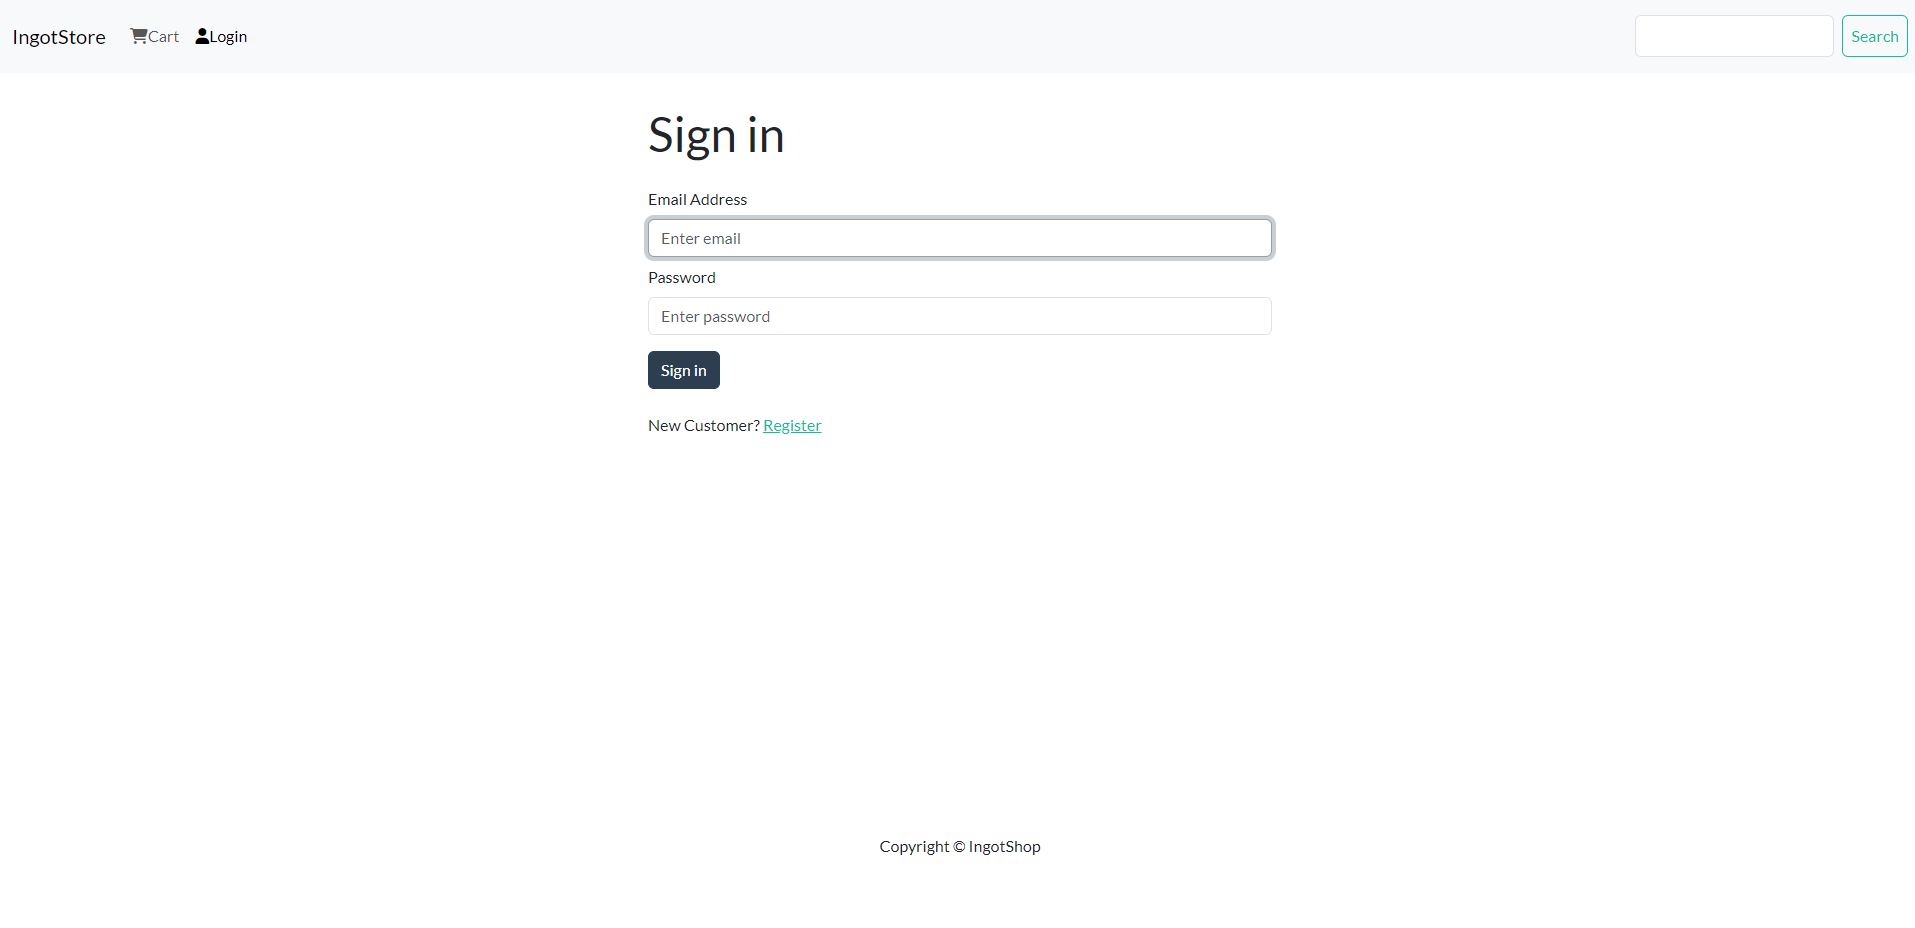 IngotStore Cart Login Search
Sign in
Email Address
Enter email
Password
Enter password
Sign in
New Customer? Register
Copyright © IngotShop